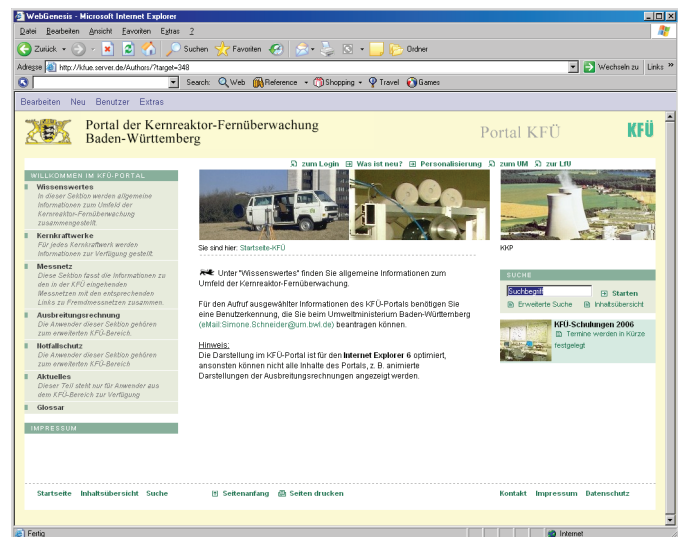 WebGenesis - Microsoft Internet Explorer
Datei Bearbeiten Ansicht Favoriten Extras ?
Zurück Suchen Favoriten Ordner
Adresse http://kfue.server.de/Authors/?target=348 Wechseln zu Links »
Search: Web Reference Shopping Travel Games
Bearbeiten Neu Benutzer Extras
Portal der Kernreaktor-Fernüberwachung
Baden-Württemberg
Portal KFÜ
KFÜ
zum Login Was ist neu? Personalisierung zum UM zur LfU
WILLKOMMEN IM KFÜ-PORTAL
Wissenswertes
In dieser Sektion werden allgemeine
Informationen zum Umfeld der
Kernreaktor-Fernüberwachung
zusammengestellt.
Kernkraftwerke
Für jedes Kernkraftwerk werden
Informationen zur Verfügung gestellt
Messnetz
Diese Sektion fasst die Informationen zu
den in der KFÜ eingehenden
Messnetzen mit den entsprechenden
Links zu Fremdmessnetzen zusammen.
Ausbreitungsrechnung
Die Anwender dieser Sektion gehören
zum erweiterten KFÜ-Bereich.
Notfallschutz
Die Anwender dieser Sektion gehören
zum erweiterten KFÜ-Bereich
Aktuelles
Dieser Teil steht nur für Anwender aus
dem KFÜ-Bereich zur Verfügung
Glossar
IMPRESSUM
Sie sind hier: Startseite-KFÜ
Unter "Wissenswertes" finden Sie allgemeine Informationen zum
Umfeld der Kernreaktor-Fernüberwachung.
Für den Aufruf ausgewählter Informationen des KFÜ-Portals benötigen Sie
eine Benutzerkennung, die Sie beim Umweltministerium Baden-Württemberg
(eMail:Simone.Schneider@um.bwl.de) beantragen können.
Hinweis:
Die Darstellung im KFÜ-Portal ist für den Internet Explorer 6 optimiert,
ansonsten können nicht alle Inhalte des Portals, z. B. animierte
Darstellungen der Ausbreitungsrechnungen angezeigt werden.
KKP
SUCHE
Suchbegriff Starten
Erweiterte Suche Inhaltsübersicht
KFÜ-Schulungen 2006
Termine werden in Kürze
festgelegt
Startseite Inhaltsübersicht Suche Seitenanfang Seiten drucken Kontakt Impressum Datenschutz
Fertig Internet